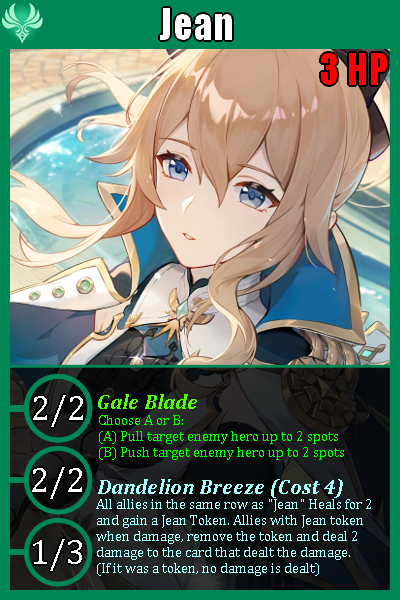 Jean
3 HP
2/2
Gale Blade
Choose A or B:
(A) Pull target enemy hero up to 2 spots
(B) Push target enemy hero up to 2 spots
2/2
Dandelion Breeze (Cost 4)
All allies in the same row as "Jean" Heals for 2
and gain a Jean Token. Allies with Jean token
when damage, remove the token and deal 2
damage to the card that dealt the damage.
(If it was a token, no damage is dealt)
1/3